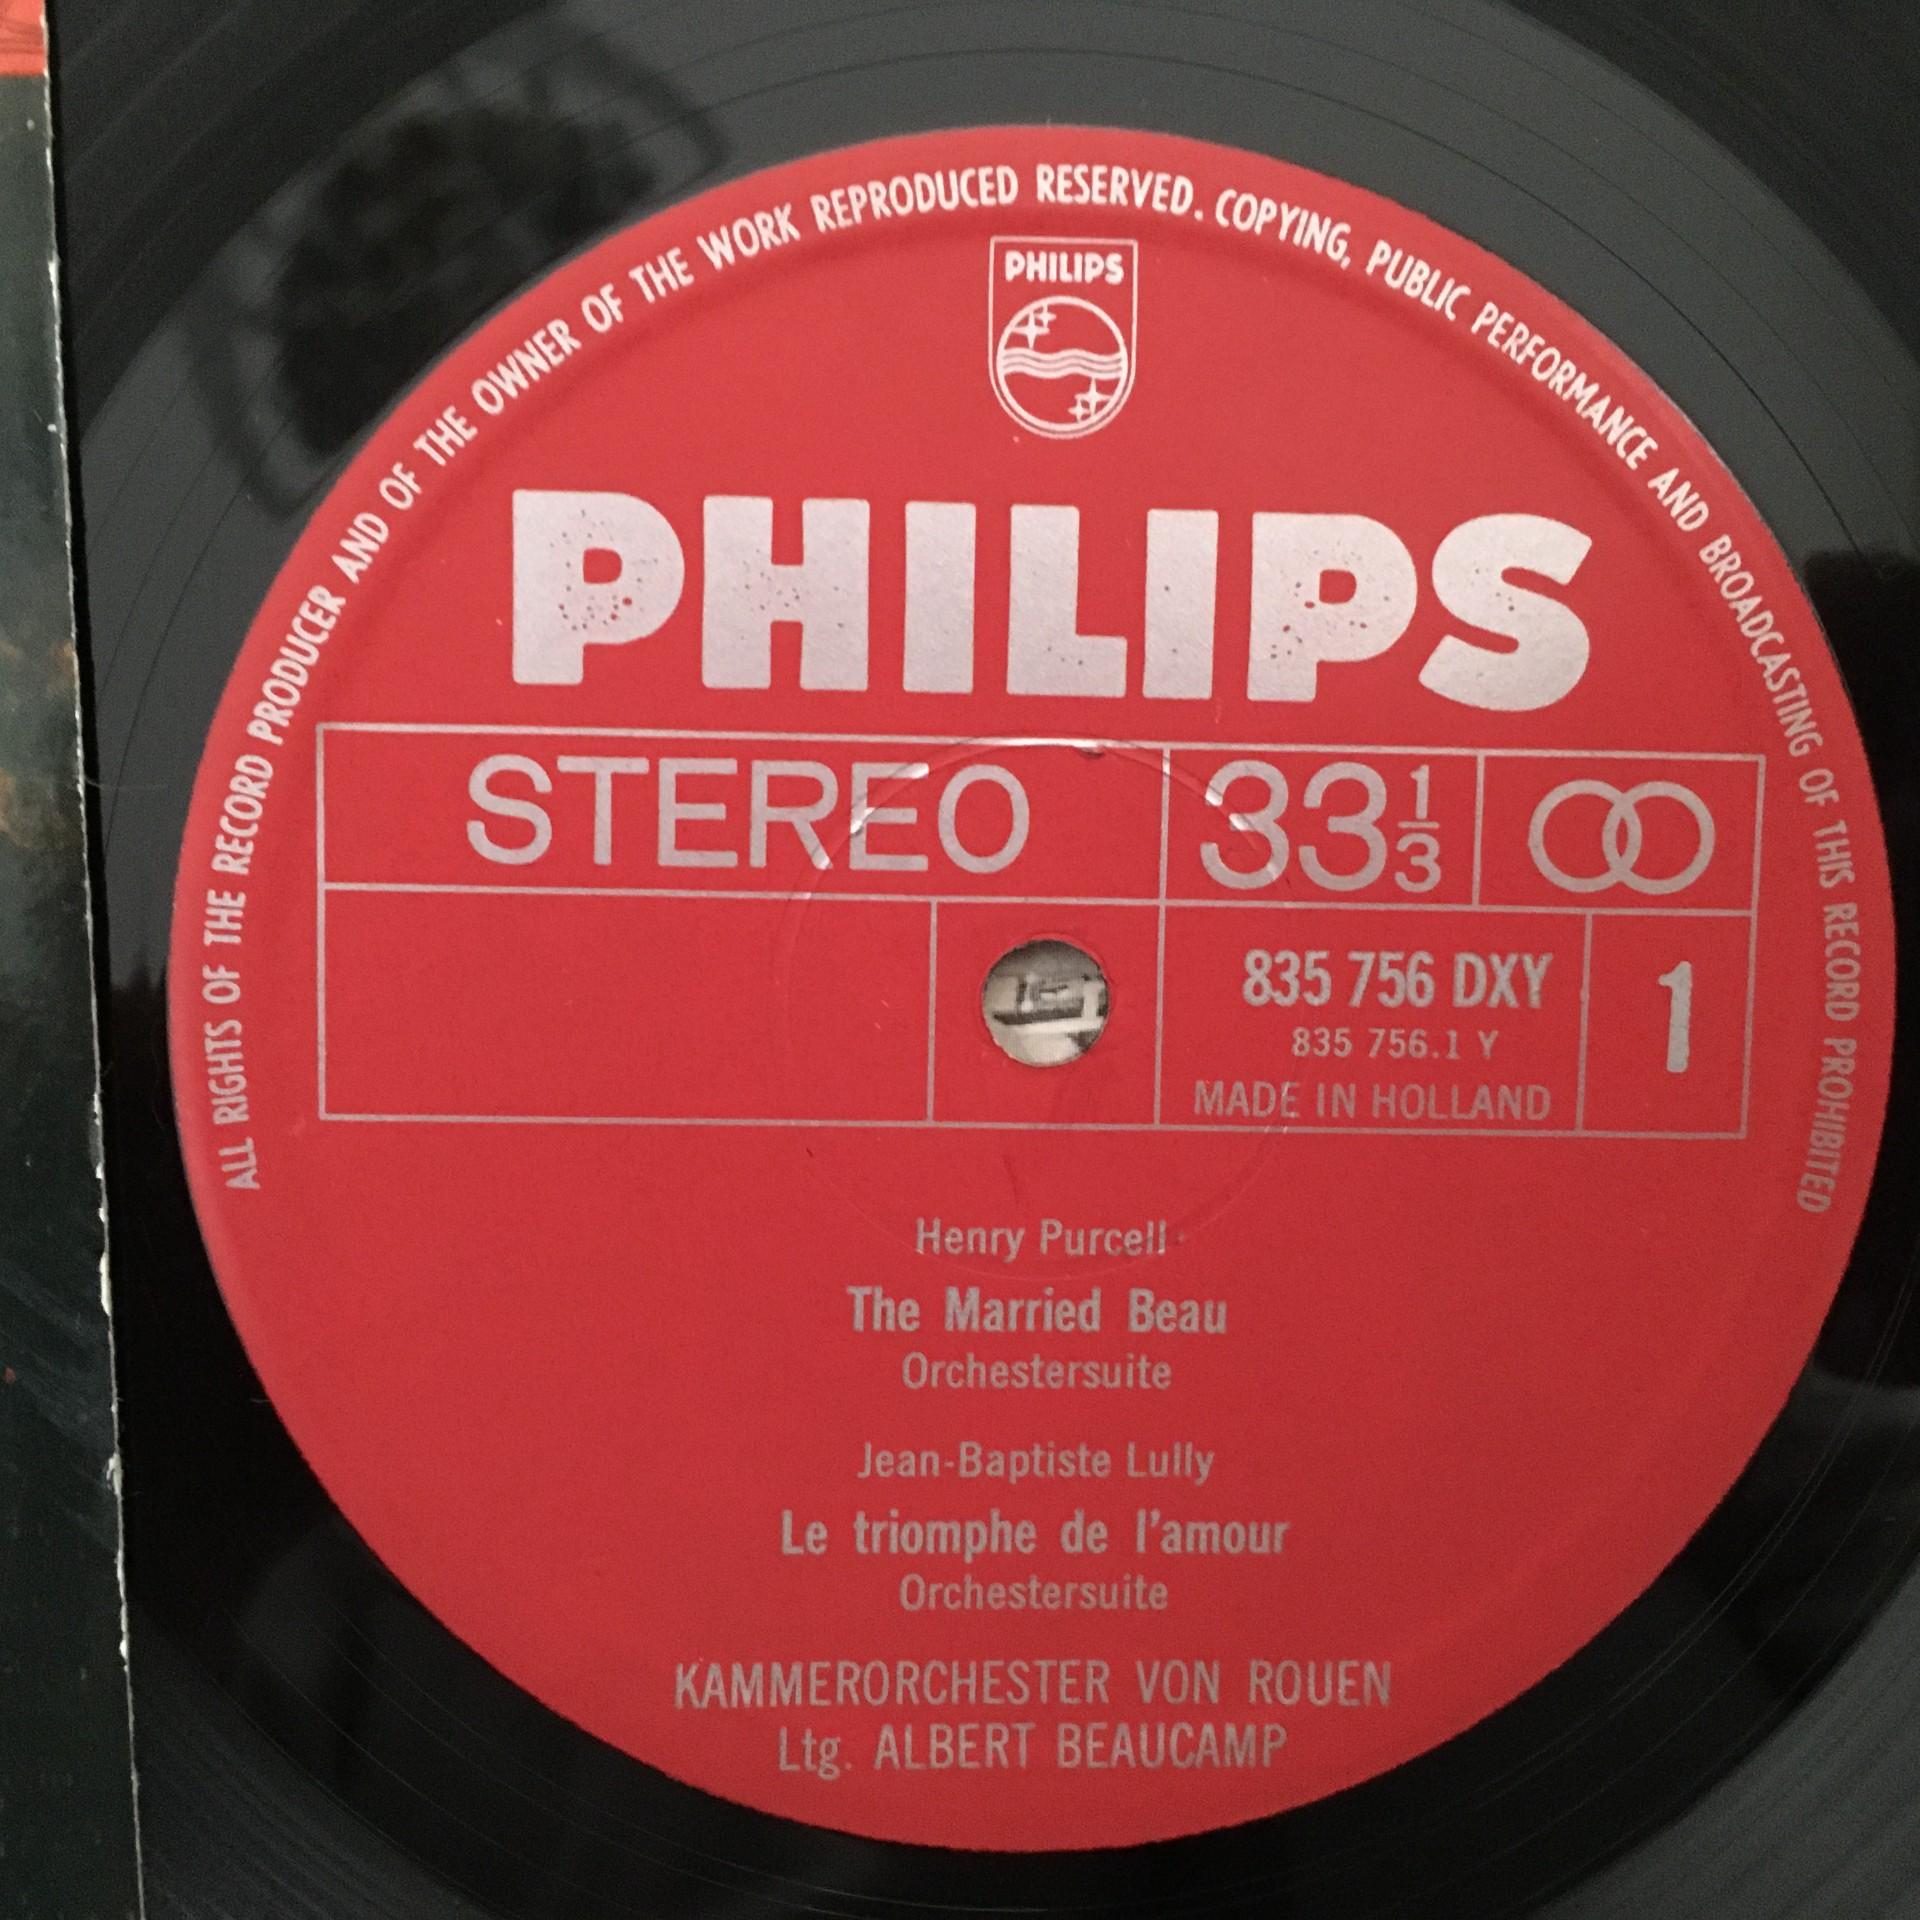 ALL RIGHTS OF THE RECORD PRODUCER AND OF THE OWNER OF THE WORK REPRODUCED RESERVED. COPYING, PUBLIC PERFORMANCE AND BROADCASTING OF THIS RECORD PROHIBITED
PHILIPS
PHILIPS
STEREO 33 1/3
835 756 DXY 1
835 756.1 Y
MADE IN HOLLAND
Henry Purcell
The Married Beau
Orchestersuite
Jean-Baptiste Lully
Le triomphe de l'amour
Orchestersuite
KAMMERORCHESTER VON ROUEN
Ltg. ALBERT BEAUCAMP